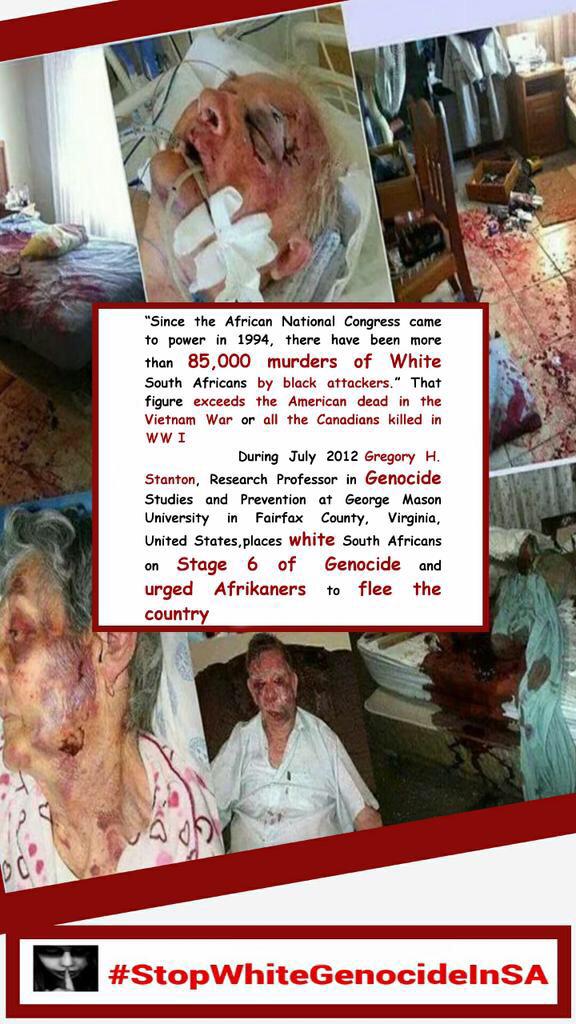 “Since the African National Congress came
to power in 1994, there have been more
than 85,000 murders of White
South Africans by black attackers.” That
figure exceeds the American dead in the
Vietnam War or all the Canadians killed in
WW I
During July 2012 Gregory H.
Stanton, Research Professor in Genocide
Studies and Prevention at George Mason
University in Fairfax County, Virginia,
United States,places white South Africans
on Stage 6 of Genocide and
urged Afrikaners to flee the
country
#StopWhiteGenocideInSA